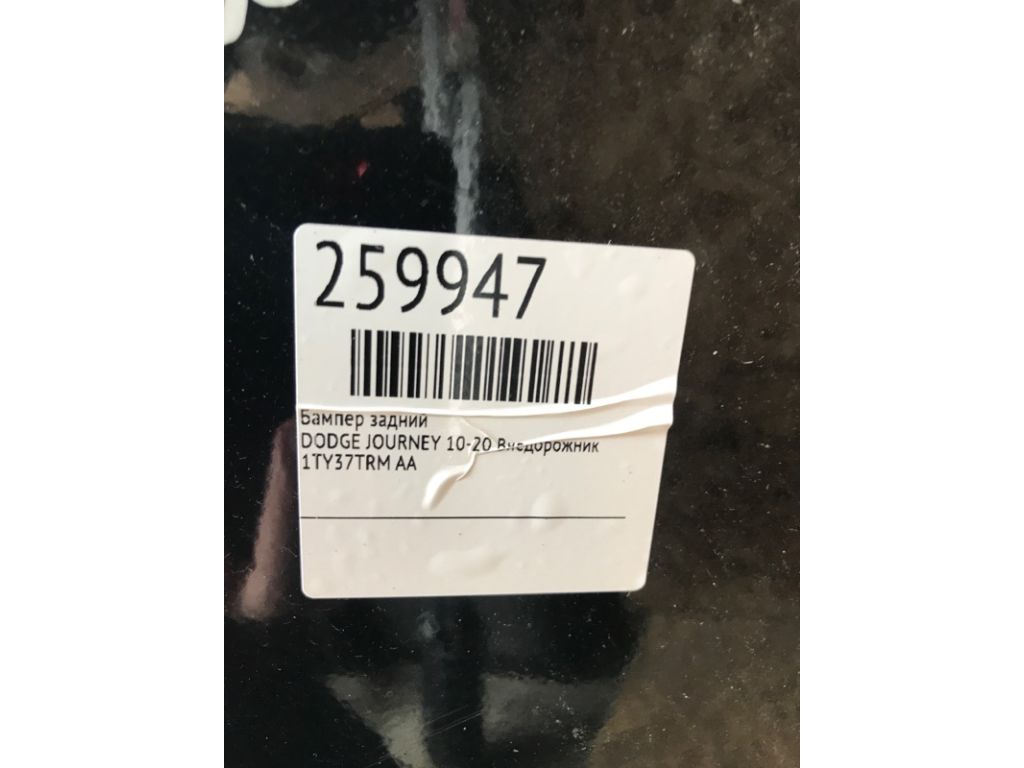 259947
Бампер задний
DODGE JOURNEY 10-20 Внедорожник
1TY37TRM AA